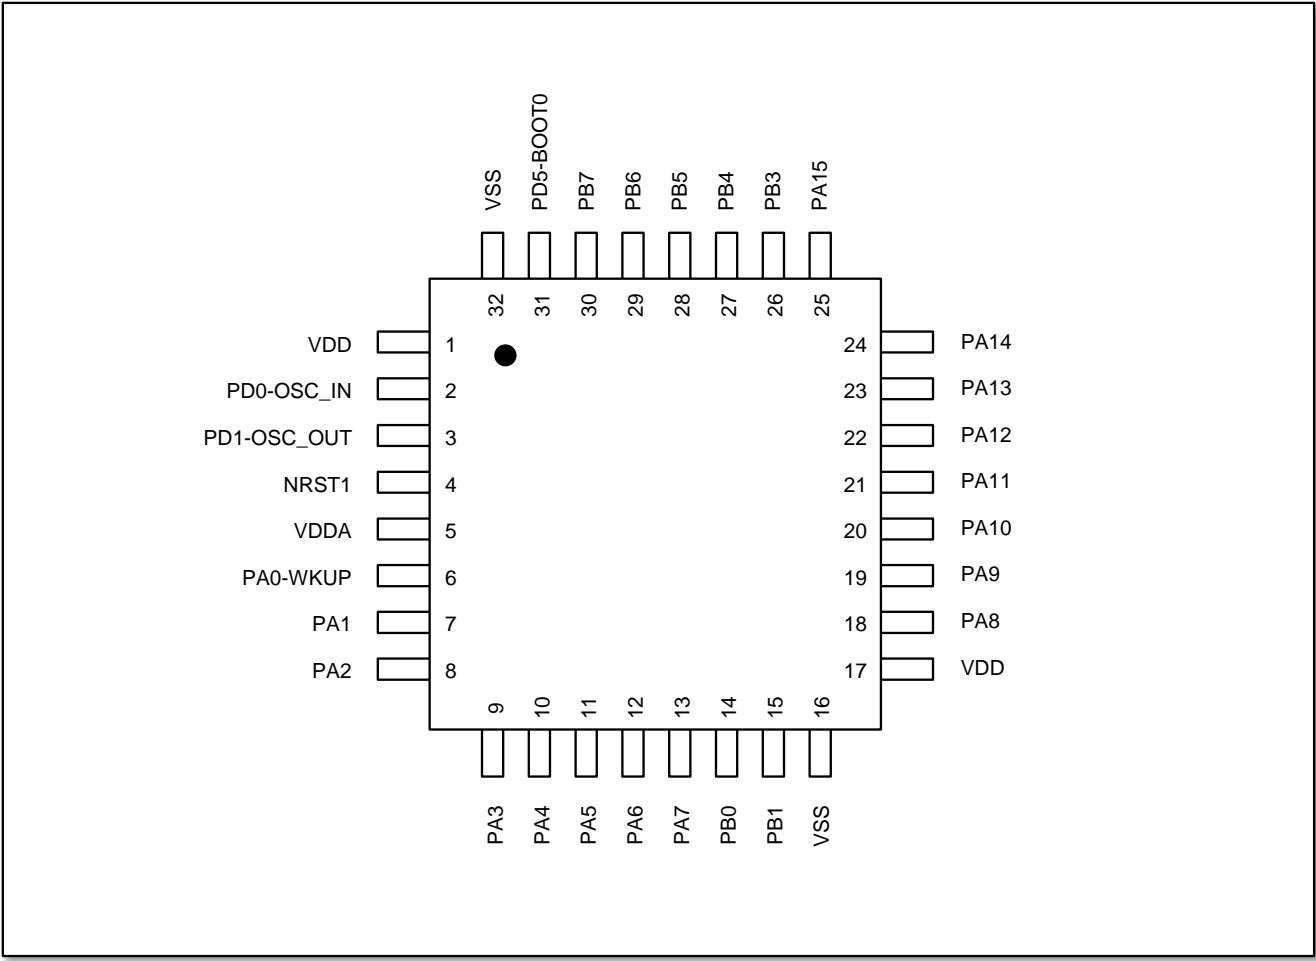 VSS PD5-BOOT0 PB7 PB6 PB5 PB4 PB3 PA15
32 31 30 29 28 27 26 25
VDD 1 24 PA14
PD0-OSC_IN 2 23 PA13
PD1-OSC_OUT 3 22 PA12
NRST1 4 21 PA11
VDDA 5 20 PA10
PA0-WKUP 6 19 PA9
PA1 7 18 PA8
PA2 8 17 VDD
9 10 11 12 13 14 15 16
PA3 PA4 PA5 PA6 PA7 PB0 PB1 VSS